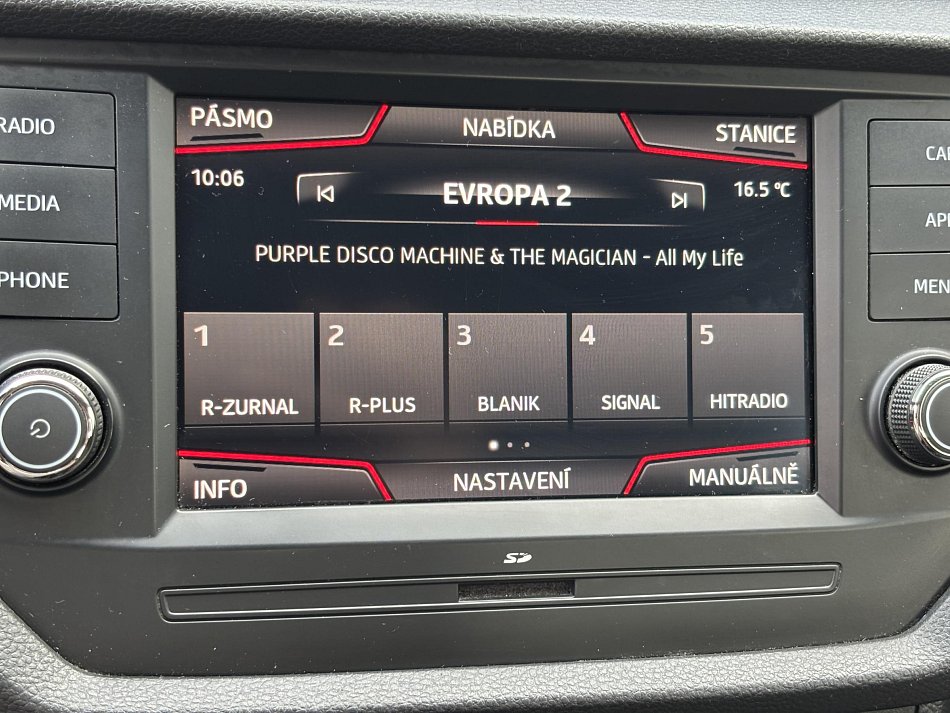 RADIO
MEDIA
PHONE
PÁSMO
NABÍDKA
STANICE
10:06
EVROPA 2
16.5 ºC
PURPLE DISCO MACHINE & THE MAGICIAN - All My Life
1
2
3
4
5
R-ZURNAL
R-PLUS
BLANIK
SIGNAL
HITRADIO
INFO
NASTAVENÍ
MANUÁLNĚ
SD